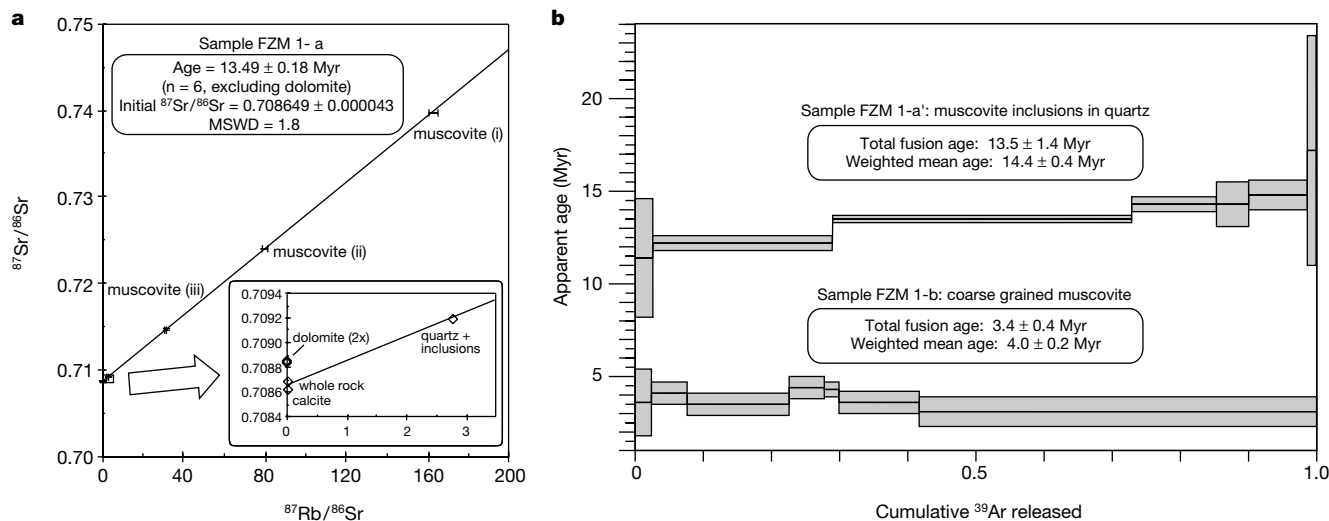 a
0.75
0.74
0.73
0.72
0.71
0.70
⁸⁷Sr/⁸⁶Sr
Sample FZM 1- a
Age = 13.49 ± 0.18 Myr
(n = 6, excluding dolomite)
Initial ⁸⁷Sr/⁸⁶Sr = 0.708649 ± 0.000043
MSWD = 1.8
muscovite (i)
muscovite (ii)
muscovite (iii)
0.7094
0.7092
0.7090
0.7088
0.7086
0.7084
dolomite (2x)
quartz +
inclusions
whole rock
calcite
0 1 2 3
0 40 80 120 160 200
⁸⁷Rb/⁸⁶Sr
b
20
15
10
5
Apparent age (Myr)
Sample FZM 1-a': muscovite inclusions in quartz
Total fusion age: 13.5 ± 1.4 Myr
Weighted mean age: 14.4 ± 0.4 Myr
Sample FZM 1-b: coarse grained muscovite
Total fusion age: 3.4 ± 0.4 Myr
Weighted mean age: 4.0 ± 0.2 Myr
0 0.5 1.0
Cumulative ³⁹Ar released